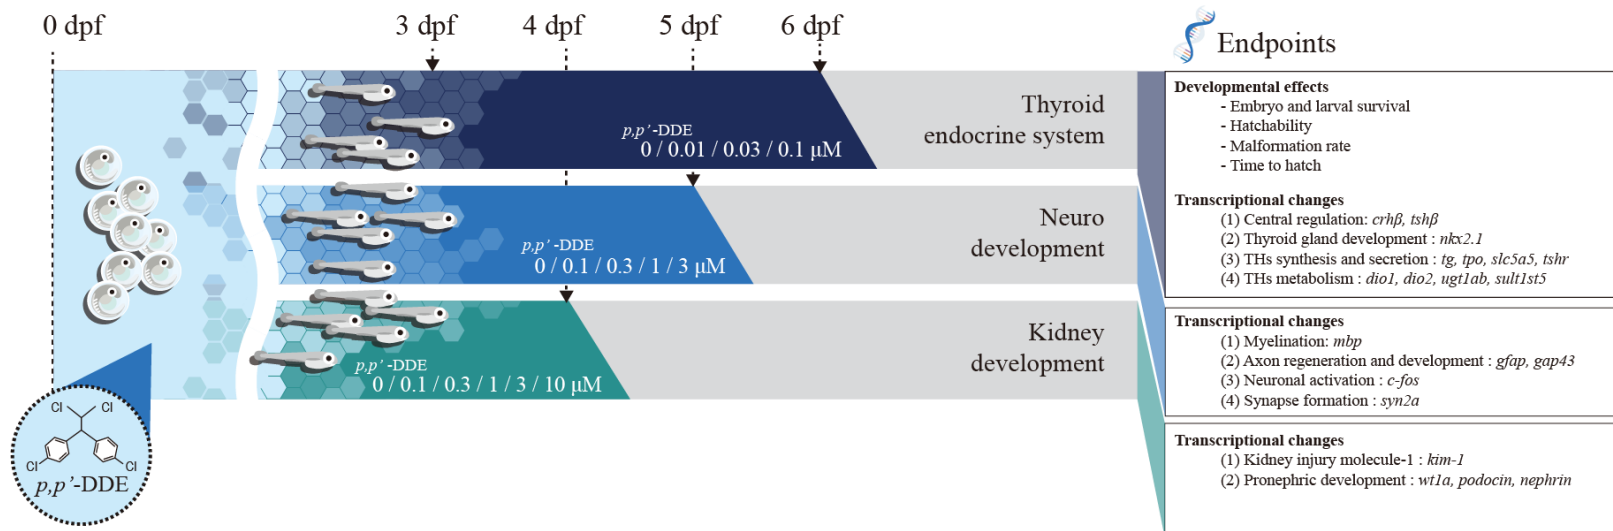 0 dpf
3 dpf
4 dpf
5 dpf
6 dpf
Endpoints
Thyroid
endocrine system
p,p’-DDE
0 / 0.01 / 0.03 / 0.1 μM
Neuro
development
p,p’-DDE
0 / 0.1 / 0.3 / 1 / 3 μM
Kidney
development
p,p’-DDE
0 / 0.1 / 0.3 / 1 / 3 / 10 μM
Cl
Cl
Cl
Cl
p,p’-DDE
Developmental effects
- Embryo and larval survival
- Hatchability
- Malformation rate
- Time to hatch
Transcriptional changes
(1) Central regulation: crhβ, tshβ
(2) Thyroid gland development : nkx2.1
(3) THs synthesis and secretion : tg, tpo, slc5a5, tshr
(4) THs metabolism : dio1, dio2, ugt1ab, sult1st5
Transcriptional changes
(1) Myelination: mbp
(2) Axon regeneration and development : gfap, gap43
(3) Neuronal activation : c-fos
(4) Synapse formation : syn2a
Transcriptional changes
(1) Kidney injury molecule-1 : kim-1
(2) Pronephric development : wt1a, podocin, nephrin